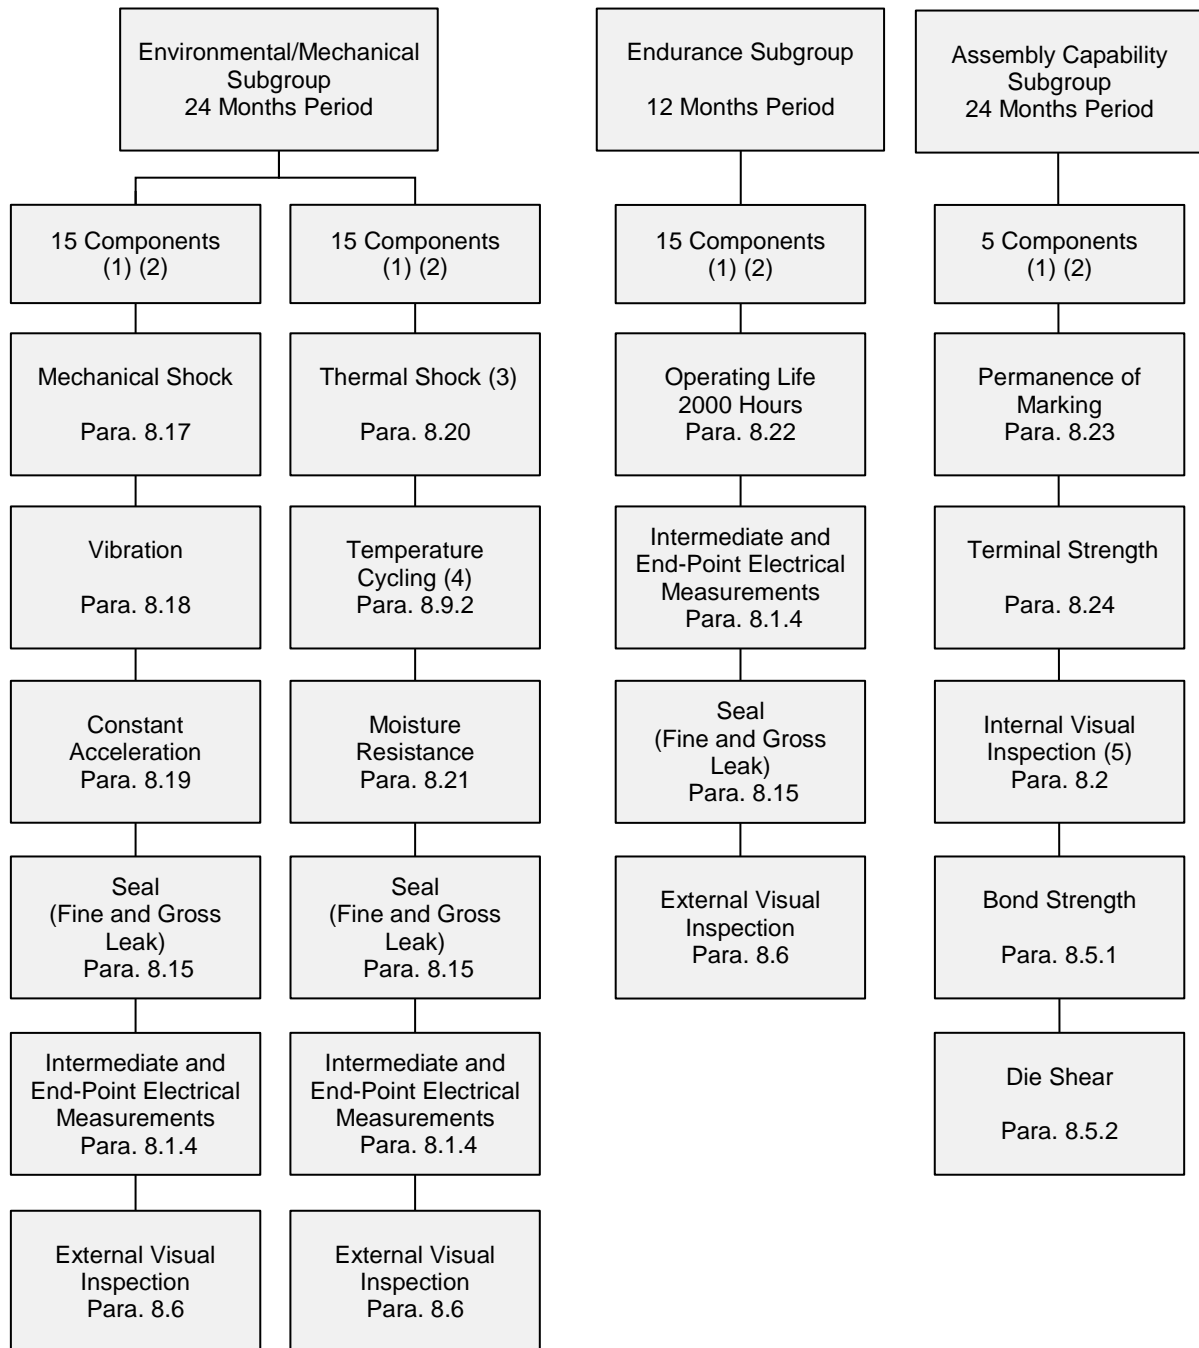 Environmental/Mechanical
Subgroup
24 Months Period
15 Components
(1) (2)
Mechanical Shock
Para. 8.17
Vibration
Para. 8.18
Constant
Acceleration
Para. 8.19
Seal
(Fine and Gross
Leak)
Para. 8.15
Intermediate and
End-Point Electrical
Measurements
Para. 8.1.4
External Visual
Inspection
Para. 8.6
15 Components
(1) (2)
Thermal Shock (3)
Para. 8.20
Temperature
Cycling (4)
Para. 8.9.2
Moisture
Resistance
Para. 8.21
Seal
(Fine and Gross
Leak)
Para. 8.15
Intermediate and
End-Point Electrical
Measurements
Para. 8.1.4
External Visual
Inspection
Para. 8.6
Endurance Subgroup
12 Months Period
15 Components
(1) (2)
Operating Life
2000 Hours
Para. 8.22
Intermediate and
End-Point Electrical
Measurements
Para. 8.1.4
Seal
(Fine and Gross
Leak)
Para. 8.15
External Visual
Inspection
Para. 8.6
Assembly Capability
Subgroup
24 Months Period
5 Components
(1) (2)
Permanence of
Marking
Para. 8.23
Terminal Strength
Para. 8.24
Internal Visual
Inspection (5)
Para. 8.2
Bond Strength
Para. 8.5.1
Die Shear
Para. 8.5.2